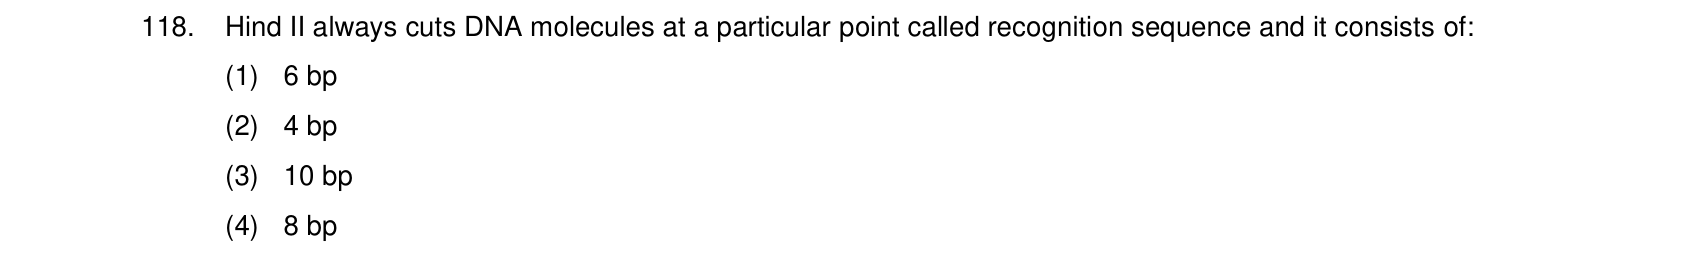 118. Hind II always cuts DNA molecules at a particular point called recognition sequence and it consists of:
(1) 6 bp
(2) 4 bp
(3) 10 bp
(4) 8 bp